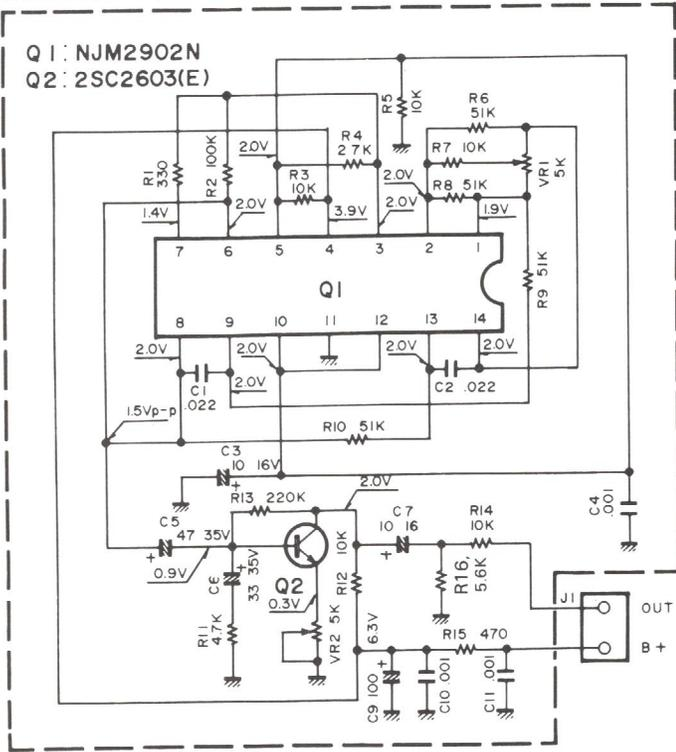 Q1: NJM2902N
Q2: 2SC2603(E)
R5 10K
R6 51K
R7 10K
VR1 5K
R8 51K
R4 2.7K
R3 10K
R1 330
R2 100K
2.0V
2.0V
1.4V
2.0V
3.9V
2.0V
1.9V
7 6 5 4 3 2 1
Q1
R9 51K
8 9 10 11 12 13 14
2.0V
2.0V
2.0V
2.0V
2.0V
C1 .022
C2 .022
1.5Vp-p
R10 51K
C3
10 16V
+
R13 220K
2.0V
C4 .001
C5
47 35V
+
0.9V
C6 33 35V
+
Q2
0.3V
R11 4.7K
VR2 5K
R12 10K
C7
10 16
+
R14
10K
R16, 5.6K
J1
OUT
B+
6.3V
R15 470
C9 100
+
C10 .001
C11 .001